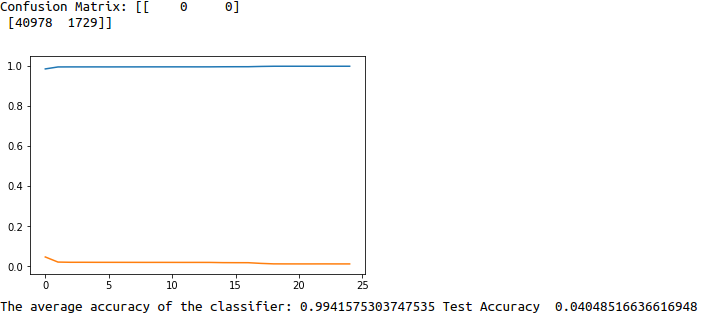 Confusion Matrix: [[    0     0]
 [40978  1729]]
1.0
0.8
0.6
0.4
0.2
0.0
0 5 10 15 20 25
The average accuracy of the classifier: 0.9941575303747535 Test Accuracy  0.04048516636616948